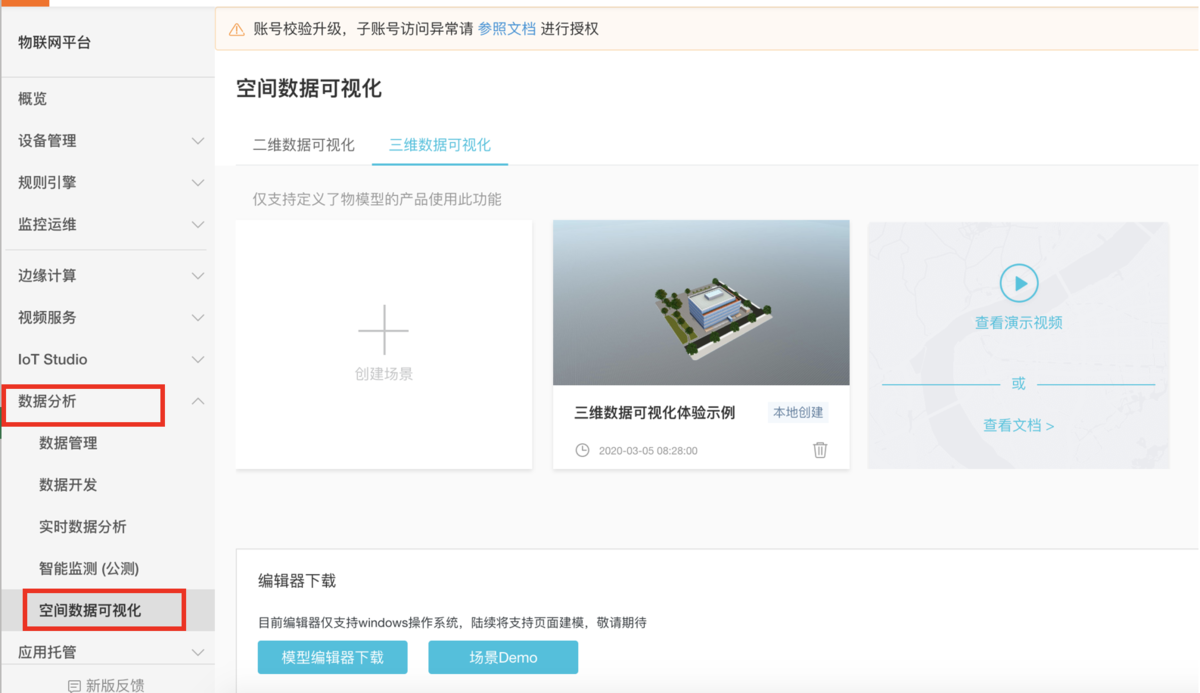 账号校验升级，子账号访问异常请 参照文档 进行授权
物联网平台
概览
设备管理
规则引擎
监控运维
边缘计算
视频服务
IoT Studio
数据分析
数据管理
数据开发
实时数据分析
智能监测 (公测)
空间数据可视化
应用托管
新版反馈
空间数据可视化
二维数据可视化 三维数据可视化
仅支持定义了物模型的产品使用此功能
创建场景
三维数据可视化体验示例 本地创建
2020-03-05 08:28:00
查看演示视频
或
查看文档 >
编辑器下载
目前编辑器仅支持windows操作系统，陆续将支持页面建模，敬请期待
模型编辑器下载 场景Demo